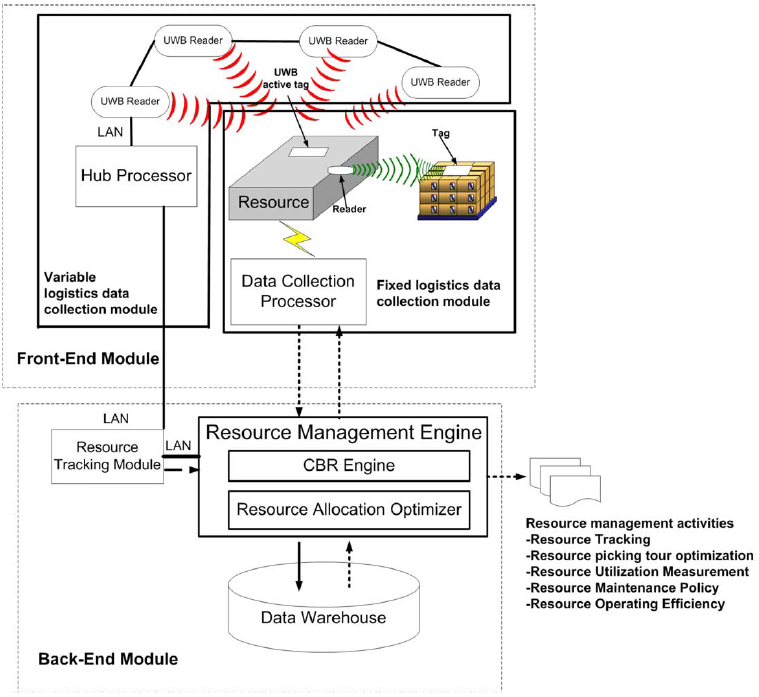 UWB Reader
UWB Reader
UWB Reader
UWB Reader
UWB
active tag
LAN
Hub Processor
Tag
Resource
Reader
Data Collection
Processor
Variable
logistics data
collection module
Fixed logistics data
collection module
Front-End Module
LAN
Resource
Tracking Module
LAN
Resource Management Engine
CBR Engine
Resource Allocation Optimizer
Data Warehouse
Resource management activities
-Resource Tracking
-Resource picking tour optimization
-Resource Utilization Measurement
-Resource Maintenance Policy
-Resource Operating Efficiency
Back-End Module